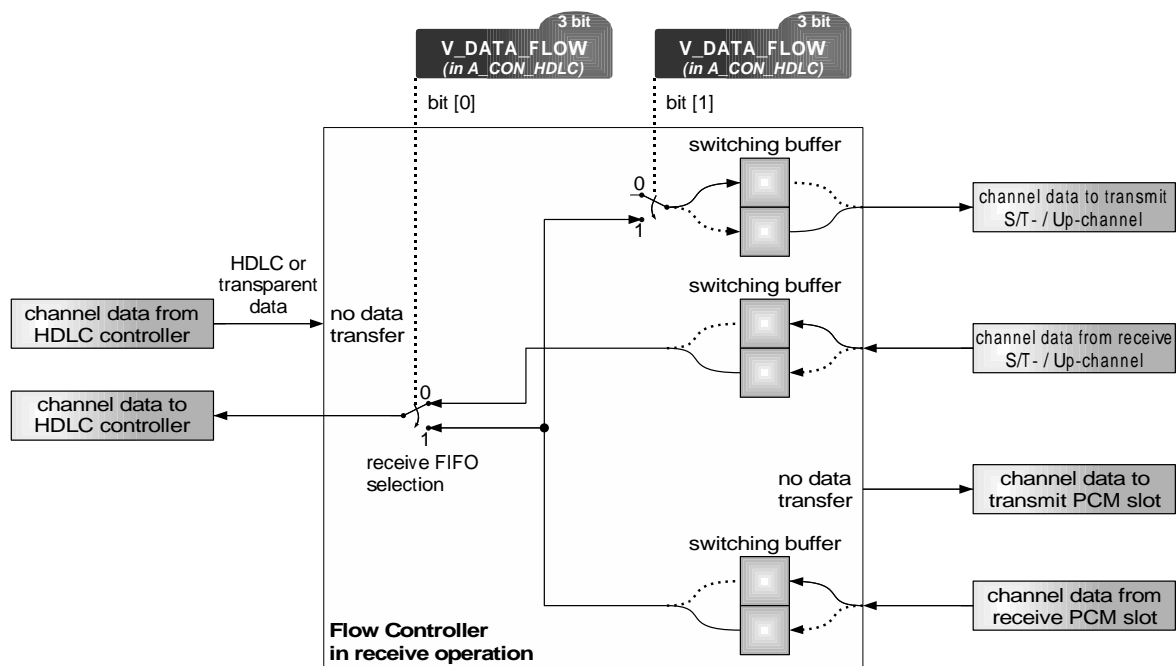 3 bit
V_DATA_FLOW
(in A_CON_HDLC)
3 bit
V_DATA_FLOW
(in A_CON_HDLC)
bit [0]
bit [1]
switching buffer
0
1
channel data to transmit
S/T- / Up-channel
HDLC or
transparent
data
channel data from
HDLC controller
no data
transfer
switching buffer
channel data from receive
S/T- / Up-channel
channel data to
HDLC controller
0
1
receive FIFO
selection
no data
transfer
channel data to
transmit PCM slot
switching buffer
channel data from
receive PCM slot
Flow Controller
in receive operation